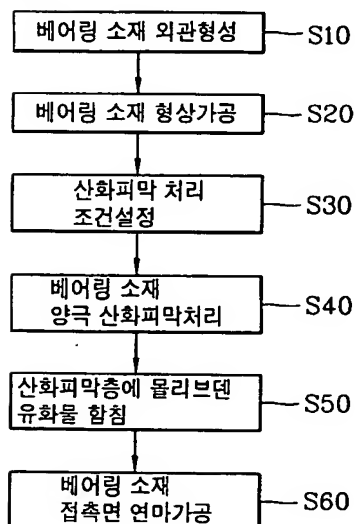 베어링 소재 외관형성
S10
베어링 소재 형상가공
S20
산화피막 처리
조건설정
S30
베어링 소재
양극 산화피막처리
S40
산화피막층에 몰리브덴
유화물 함침
S50
베어링 소재
접촉면 연마가공
S60